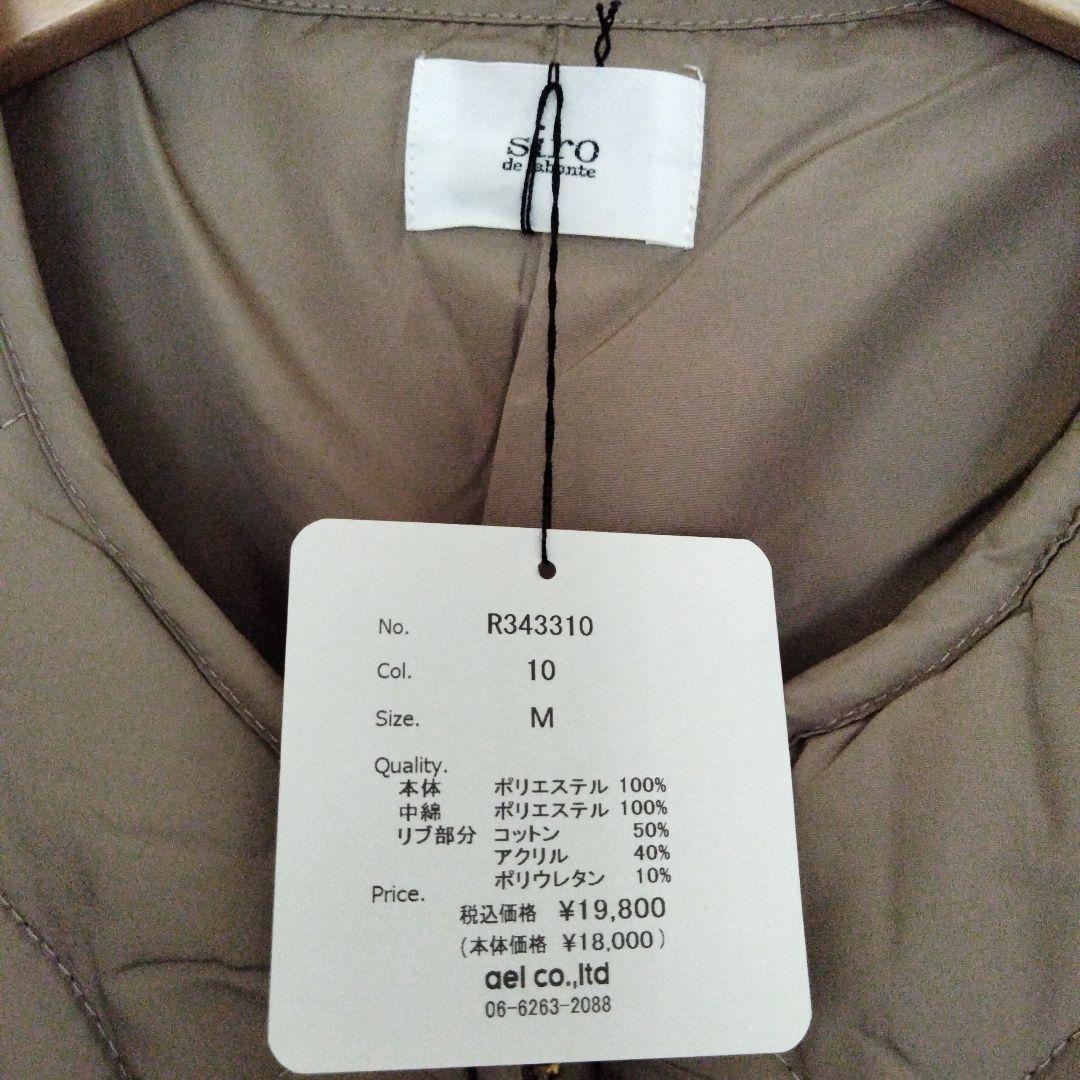 siro
de labonte
No. R343310
Col. 10
Size. M
Quality.
本体 ポリエステル 100%
中綿 ポリエステル 100%
リブ部分 コットン 50%
アクリル 40%
ポリウレタン 10%
Price.
税込価格 ¥19,800
(本体価格 ¥18,000)
ael co.,ltd
06-6263-2088